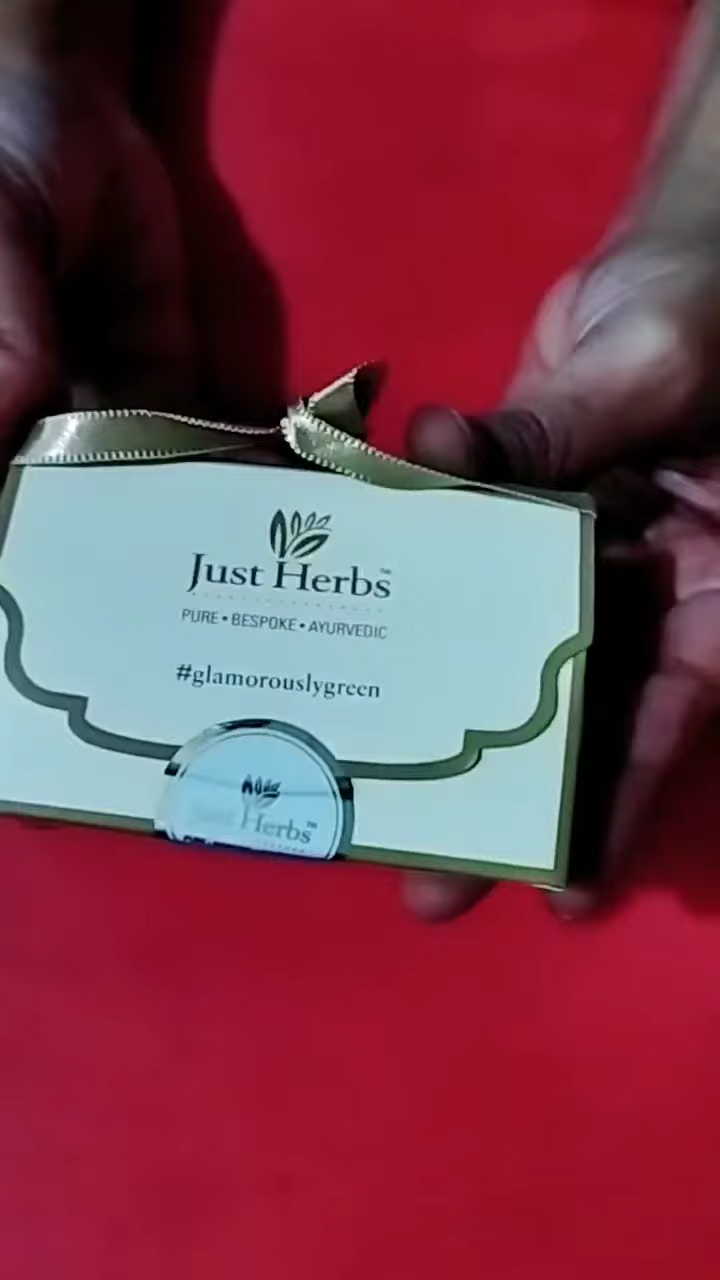 Just Herbs™
PURE • BESPOKE • AYURVEDIC
#glamorouslygreen
Just Herbs™